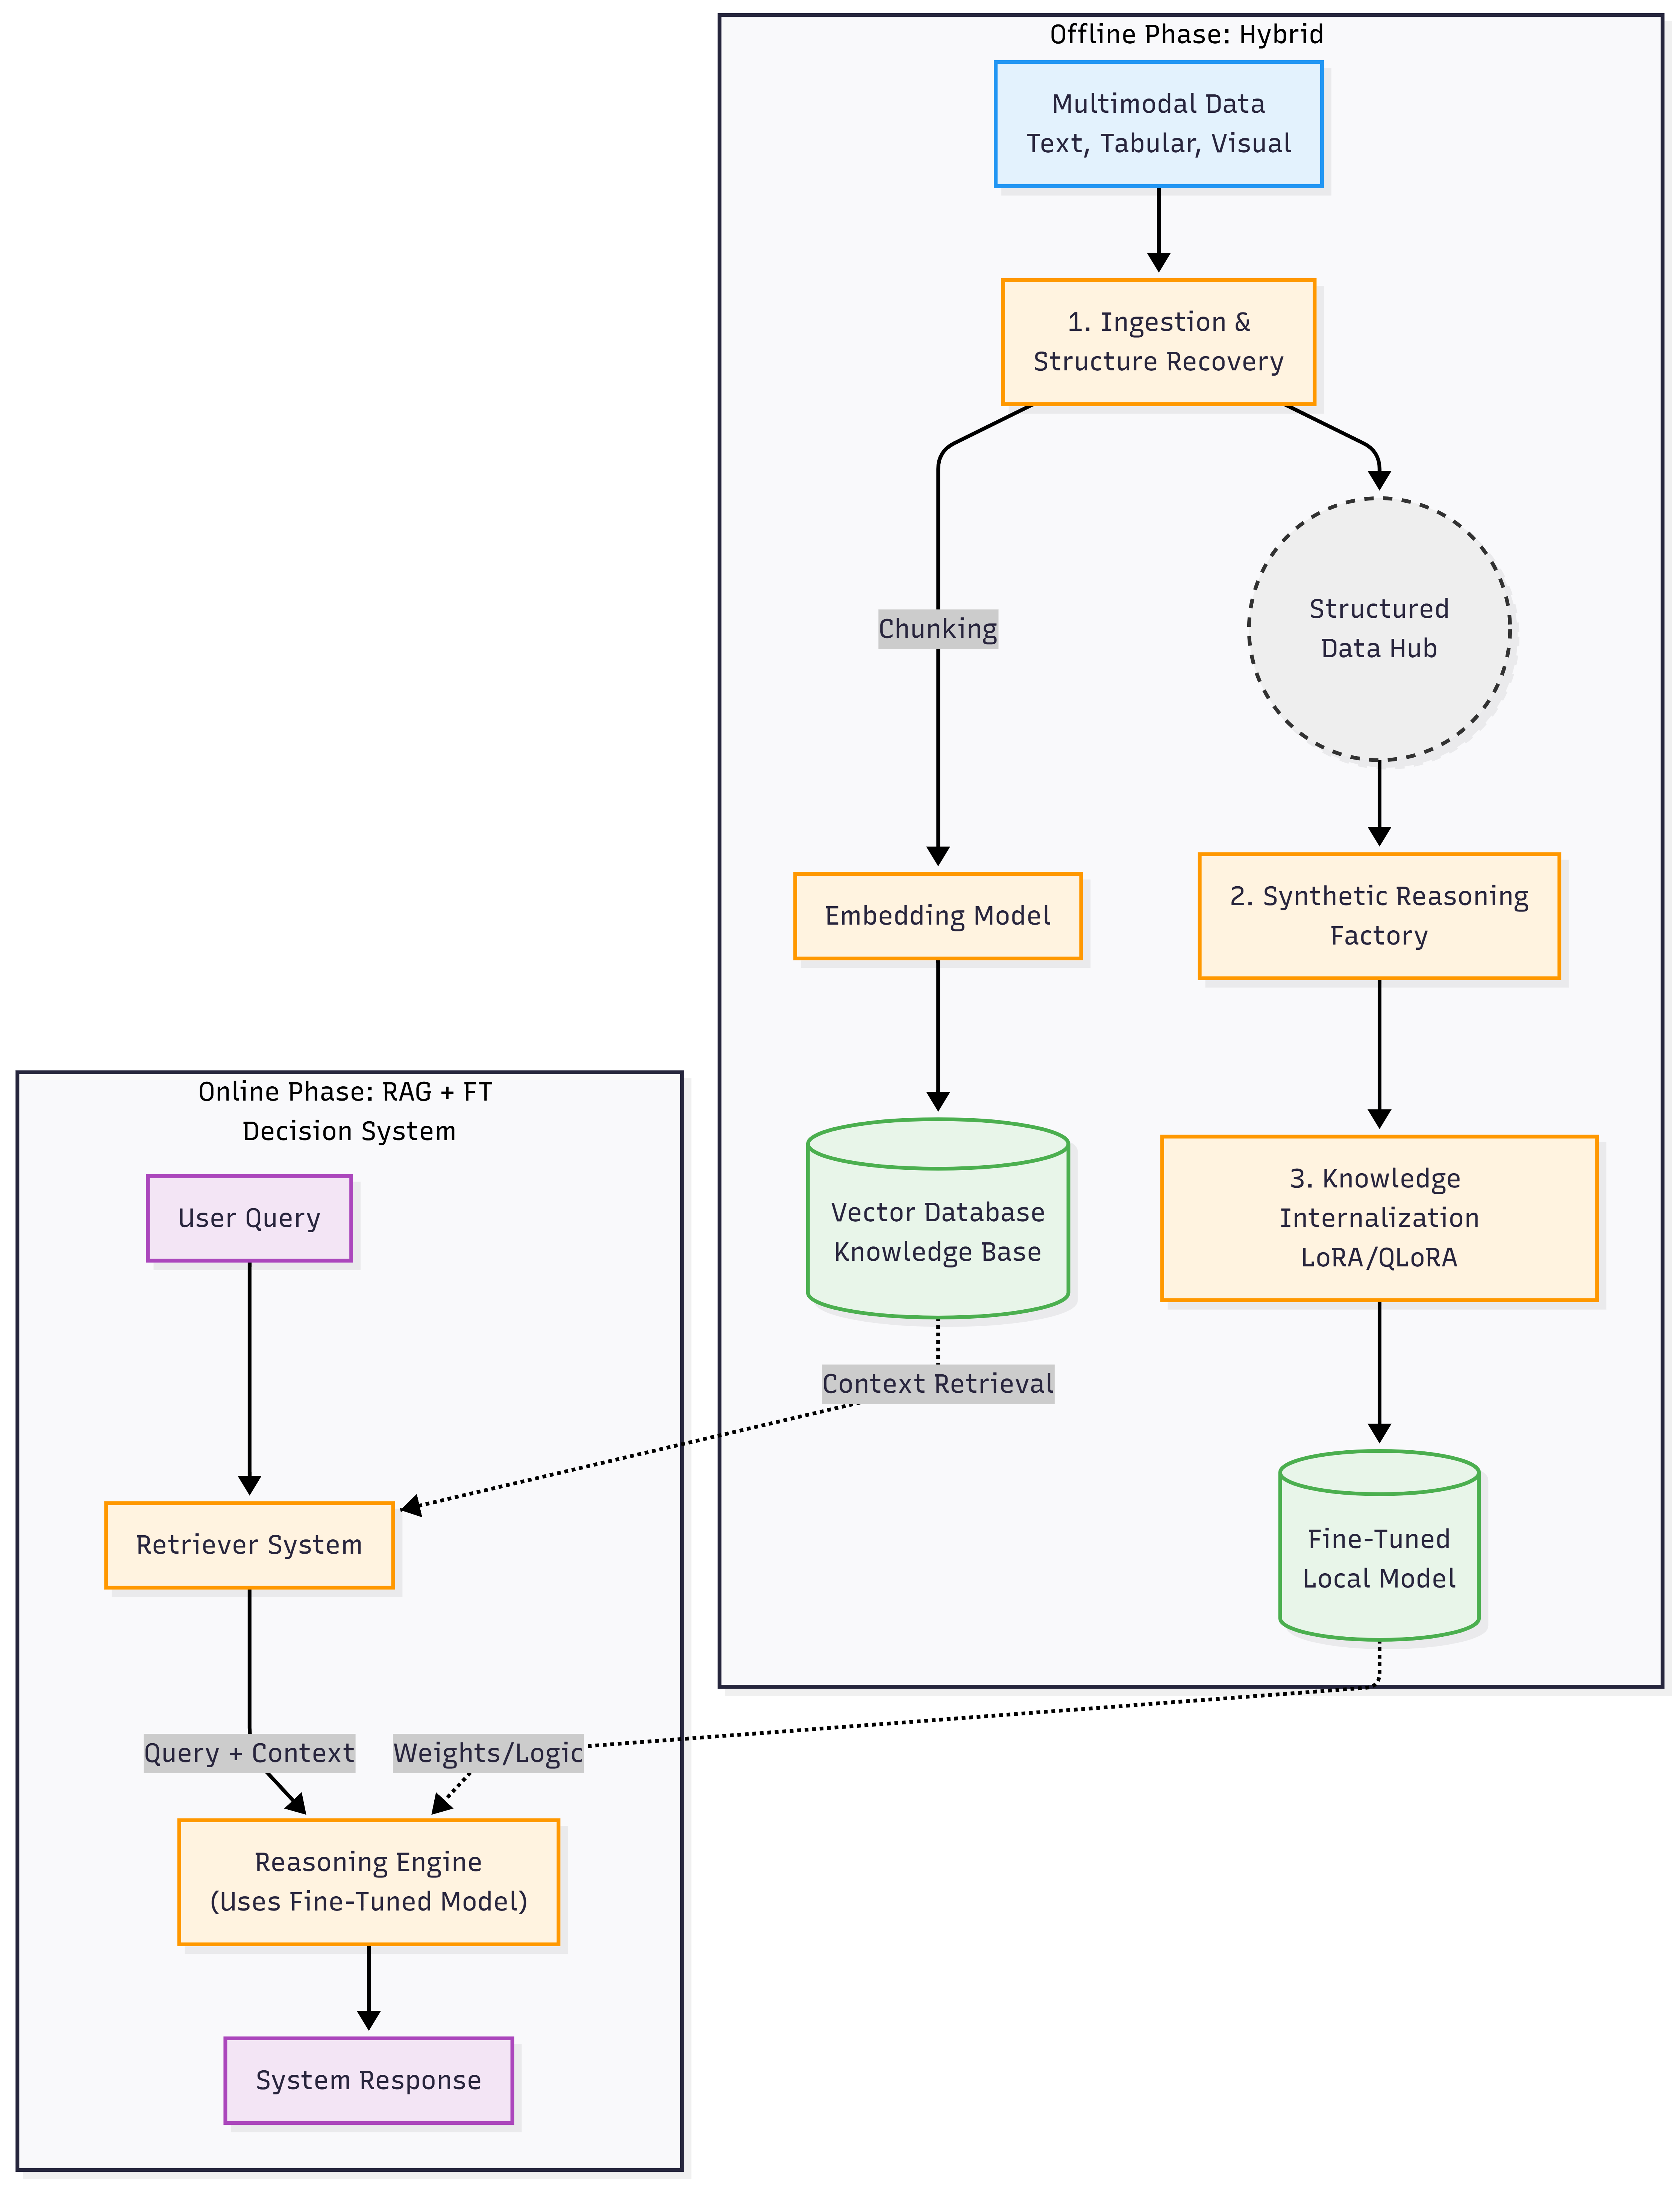 Offline Phase: Hybrid
Multimodal Data
Text, Tabular, Visual
1. Ingestion &
Structure Recovery
Chunking
Structured
Data Hub
Embedding Model
2. Synthetic Reasoning
Factory
Vector Database
Knowledge Base
3. Knowledge
Internalization
LoRA/QLoRA
Context Retrieval
Fine-Tuned
Local Model
Online Phase: RAG + FT
Decision System
User Query
Retriever System
Query + Context
Weights/Logic
Reasoning Engine
(Uses Fine-Tuned Model)
System Response